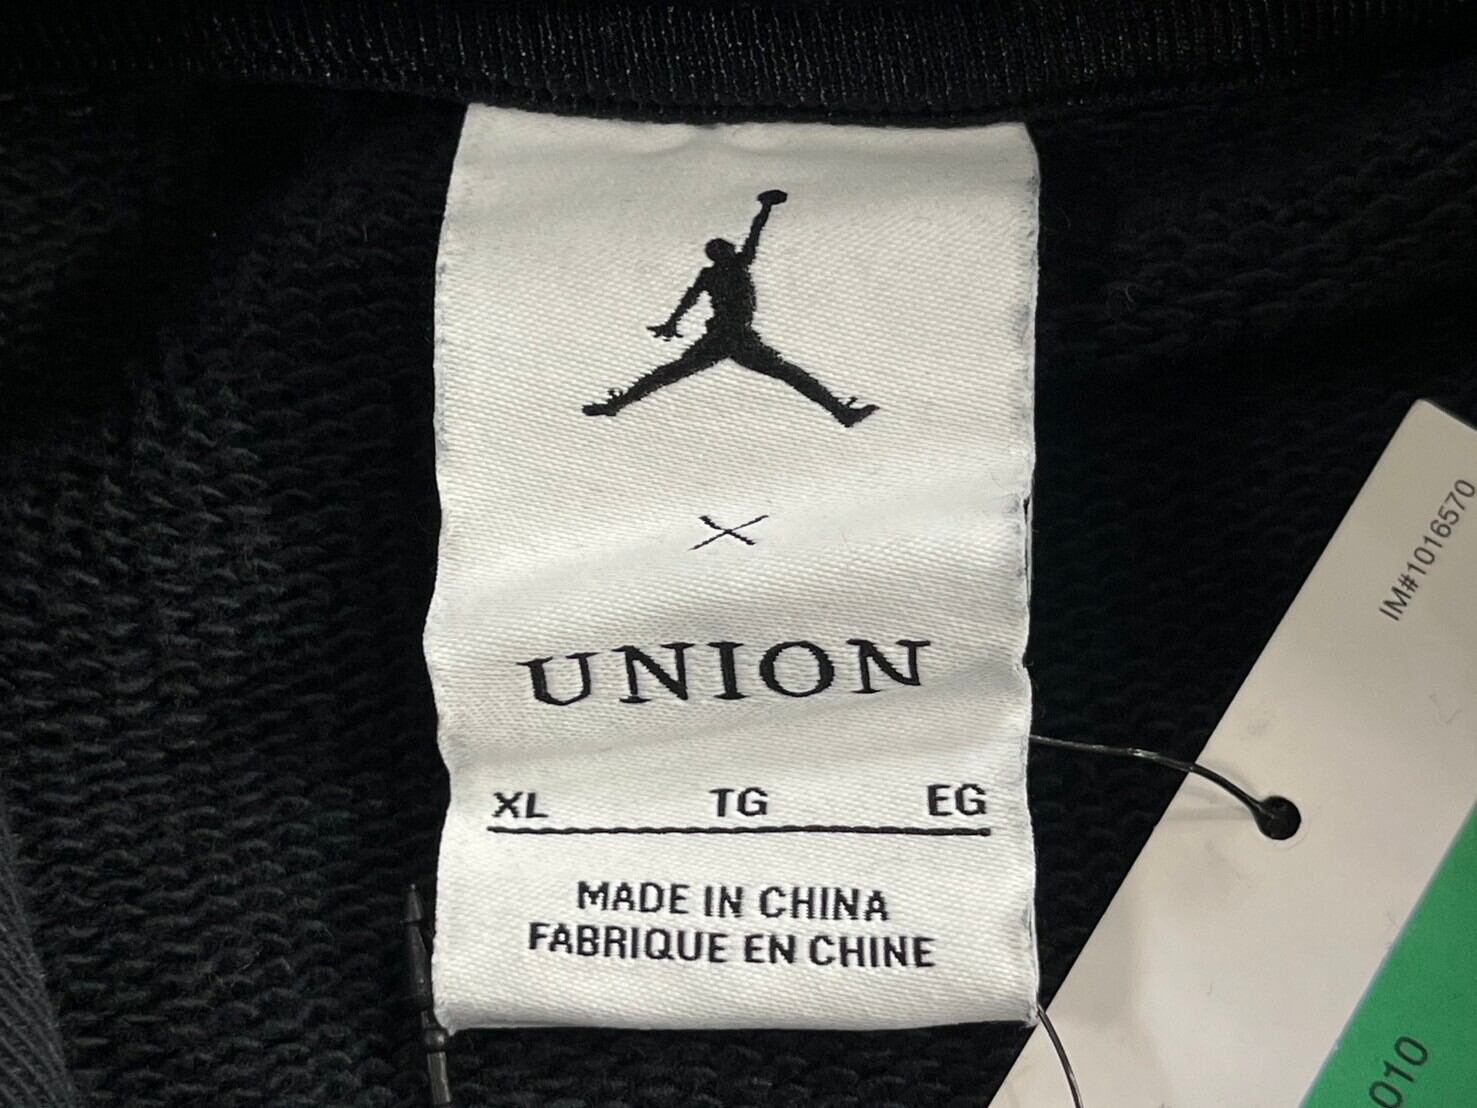 ×
UNION
XL TG EG
MADE IN CHINA
FABRIQUE EN CHINE
IM#1016570
010